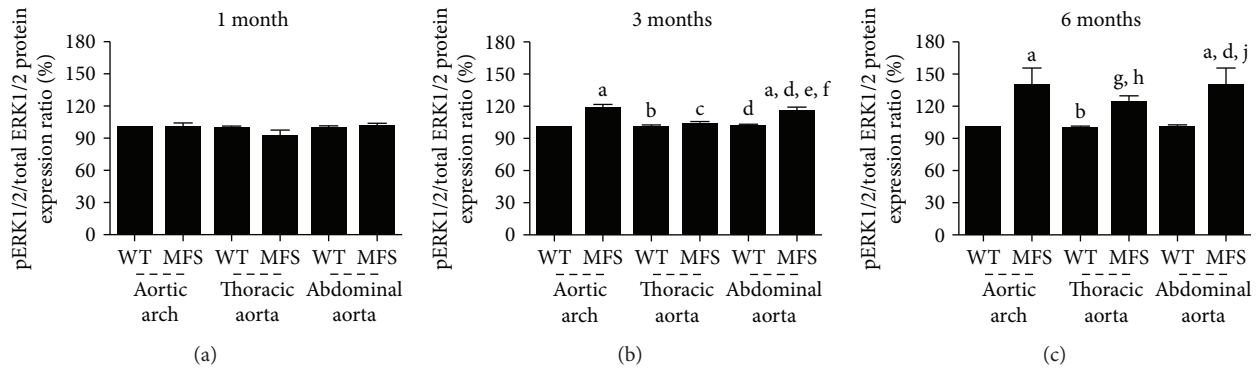 1 month
pERK1/2/total ERK1/2 protein
expression ratio (%)
180
150
120
90
60
30
0
WT MFS WT MFS WT MFS
Aortic Thoracic Abdominal
arch aorta aorta
(a)
3 months
pERK1/2/total ERK1/2 protein
expression ratio (%)
180
150
120
90
60
30
0
a b c d a, d, e, f
WT MFS WT MFS WT MFS
Aortic Thoracic Abdominal
arch aorta aorta
(b)
6 months
pERK1/2/total ERK1/2 protein
expression ratio (%)
180
150
120
90
60
30
0
a b g, h a, d, j
WT MFS WT MFS WT MFS
Aortic Thoracic Abdominal
arch aorta aorta
(c)